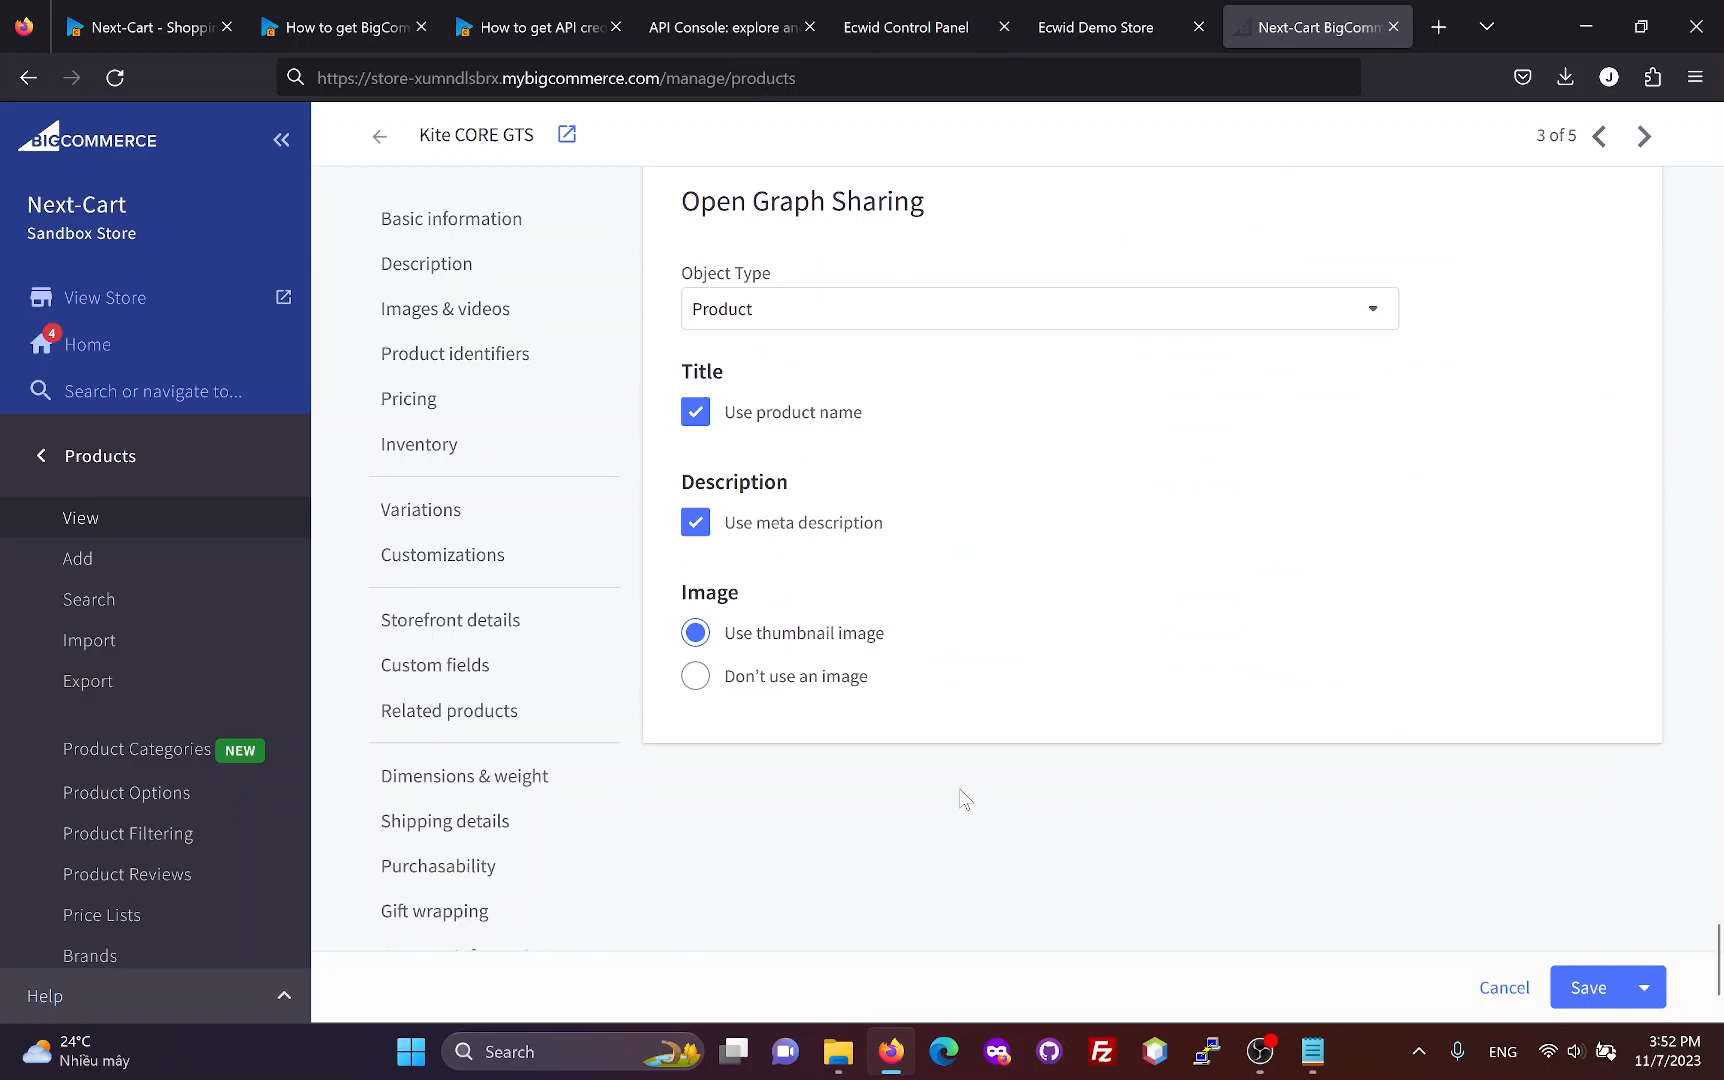 Next-Cart - Shoppin
How to get BigCom
How to get API cred
API Console: explore an
Ecwid Control Panel
Ecwid Demo Store
Next-Cart BigComm
https://store-xumndlsbrx.mybigcommerce.com/manage/products
J
BIGCOMMERCE
Next-Cart
Sandbox Store
View Store
4
Home
Search or navigate to...
Products
View
Add
Search
Import
Export
Product Categories NEW
Product Options
Product Filtering
Product Reviews
Price Lists
Brands
Help
Kite CORE GTS
3 of 5
Basic information
Description
Images & videos
Product identifiers
Pricing
Inventory
Variations
Customizations
Storefront details
Custom fields
Related products
Dimensions & weight
Shipping details
Purchasability
Gift wrapping
Open Graph Sharing
Object Type
Product
Title
Use product name
Description
Use meta description
Image
Use thumbnail image
Don’t use an image
Cancel
Save
24°C
Nhiều mây
Search
ENG
3:52 PM
11/7/2023